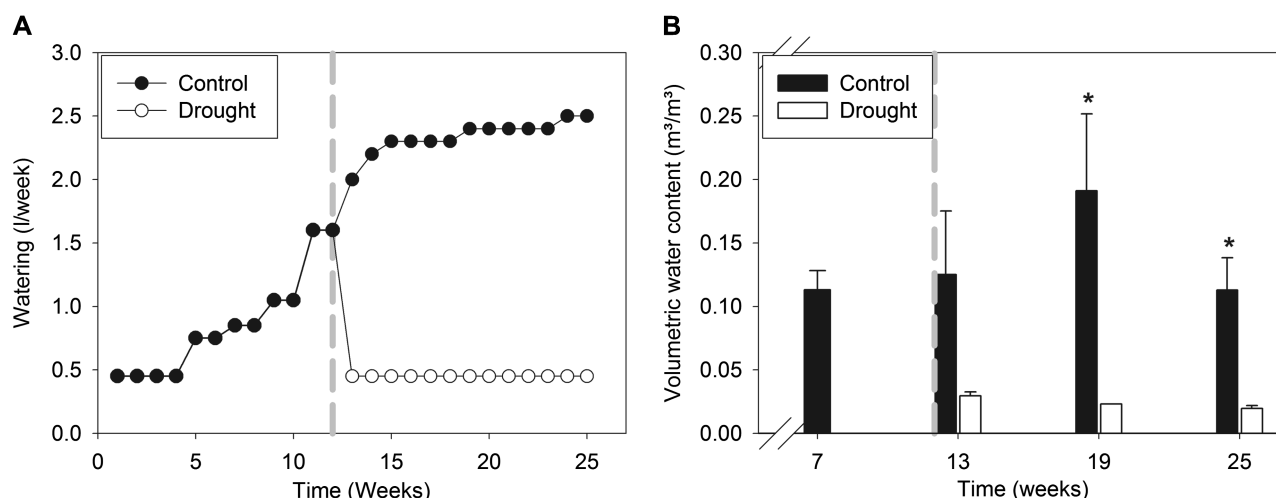 A
Watering (l/week)
3.0
2.5
2.0
1.5
1.0
0.5
0.0
Control
Drought
0 5 10 15 20 25
Time (Weeks)
B
Volumetric water content (m³/m³)
0.30
0.25
0.20
0.15
0.10
0.05
0.00
Control
Drought
*
*
7 13 19 25
Time (weeks)